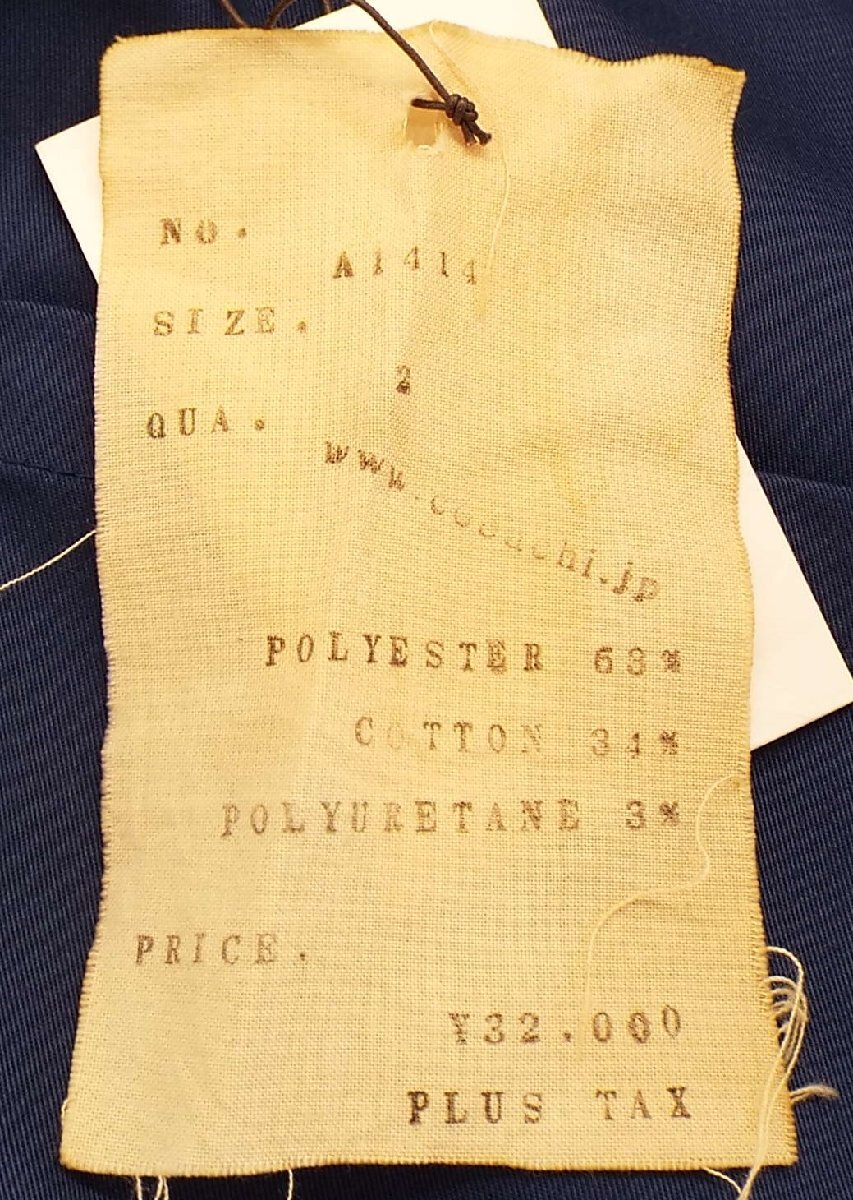 No.
A1414
SIZE.
2
QUA.
POLYESTER 63%
COTTON 34%
POLYURETANE 3%
PRICE.
¥32.000
PLUS TAX